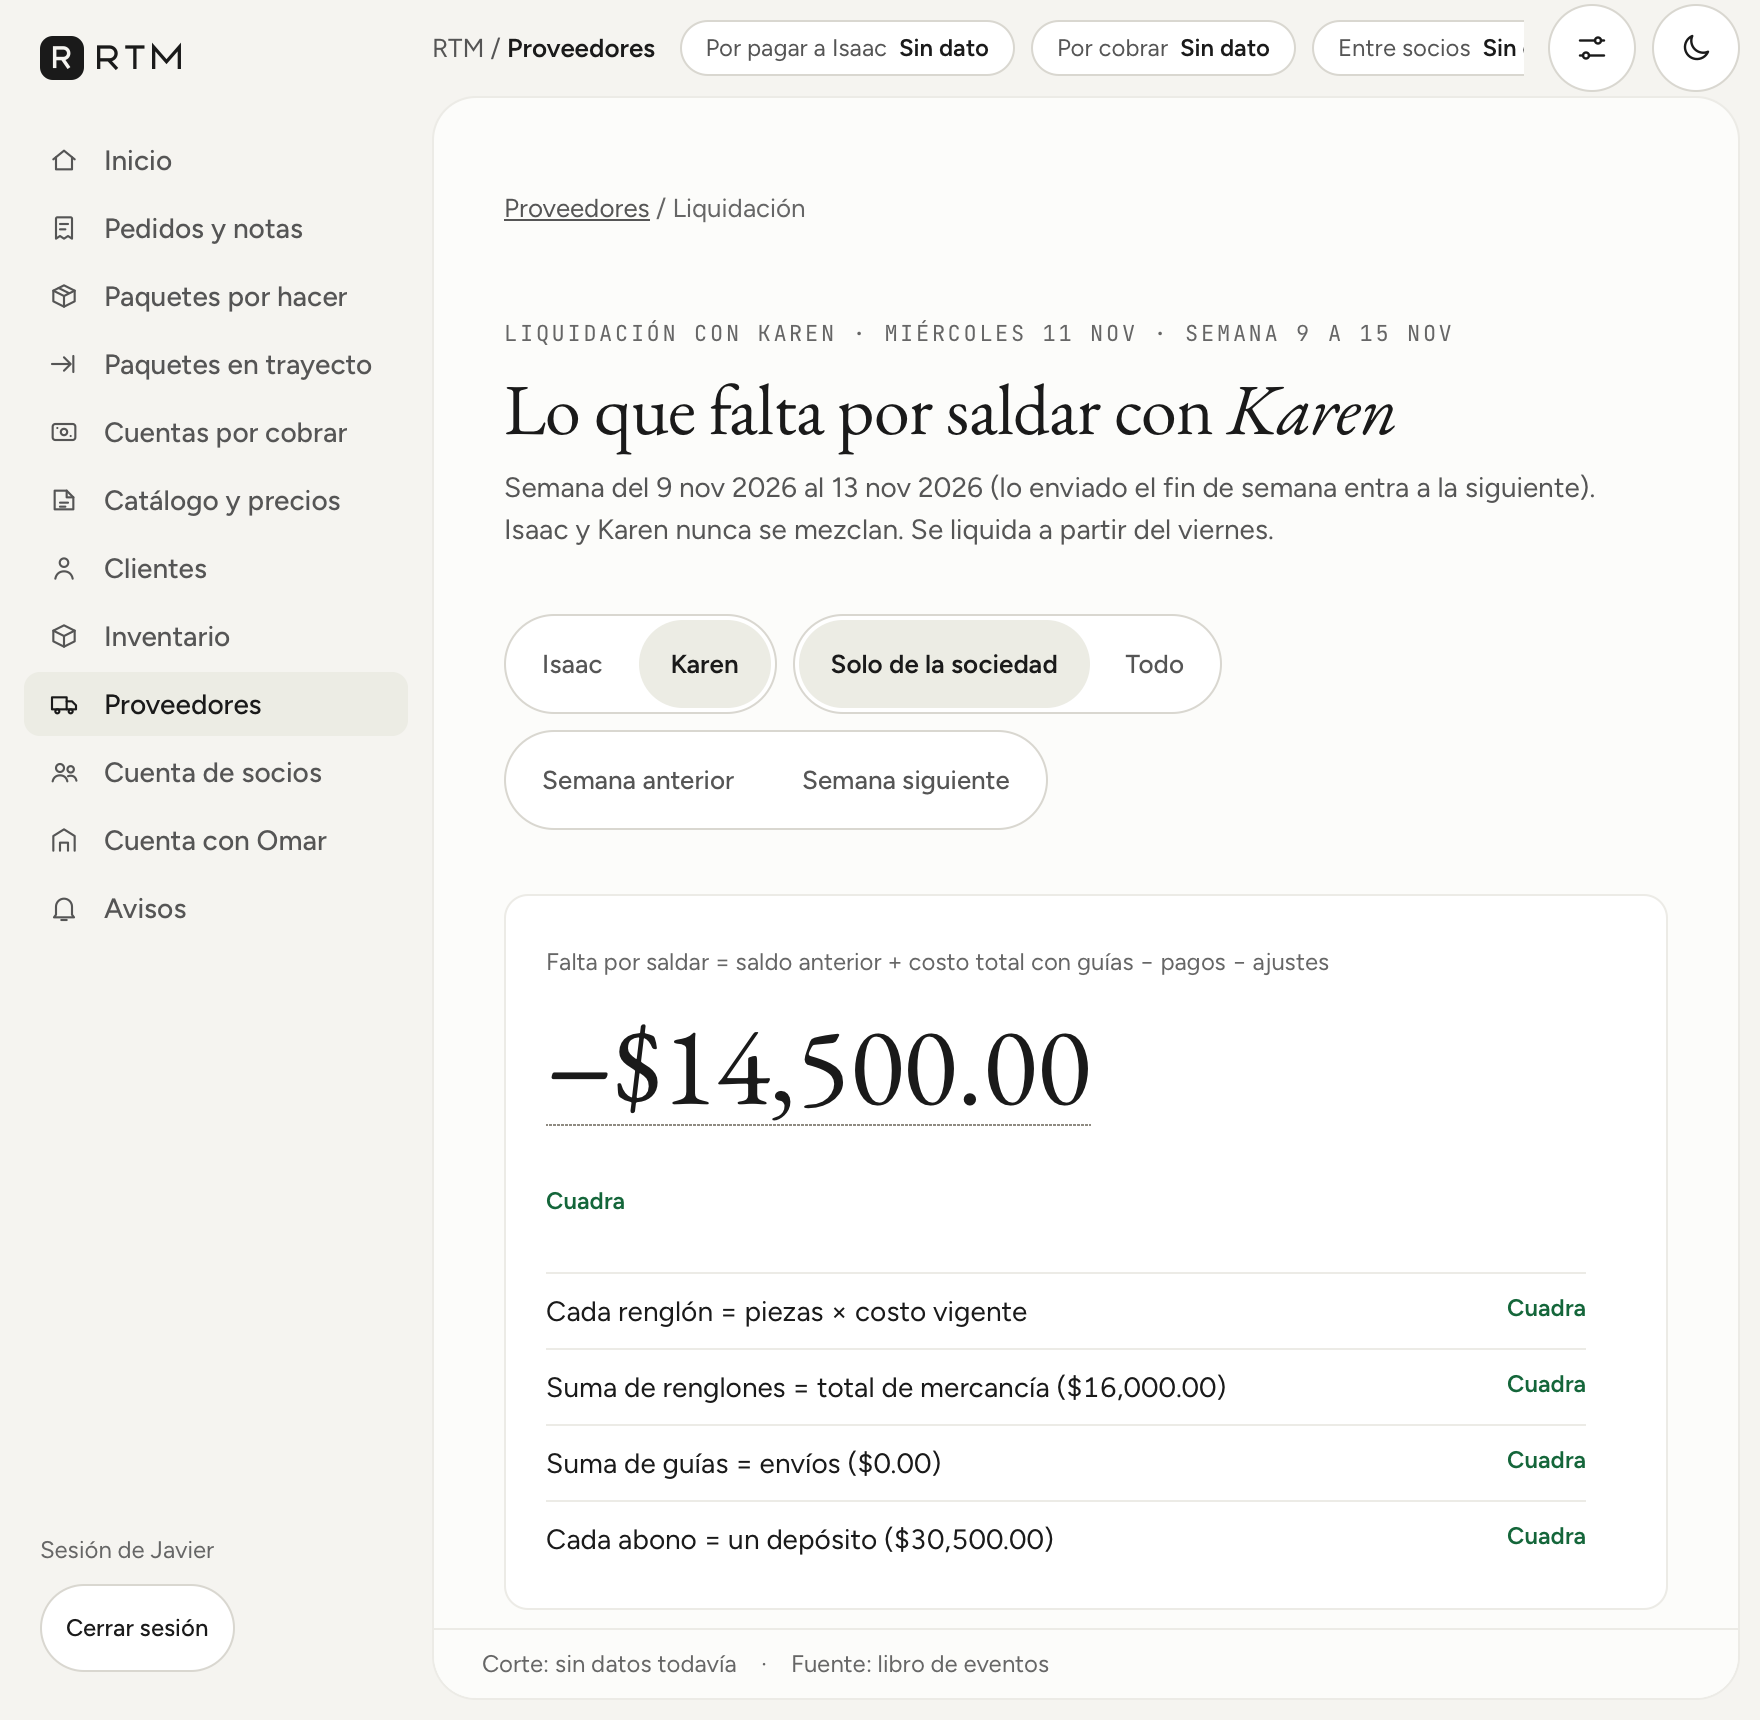 R RTM
Inicio
Pedidos y notas
Paquetes por hacer
Paquetes en trayecto
Cuentas por cobrar
Catálogo y precios
Clientes
Inventario
Proveedores
Cuenta de socios
Cuenta con Omar
Avisos
Sesión de Javier
Cerrar sesión
RTM / Proveedores
Por pagar a Isaac Sin dato
Por cobrar Sin dato
Entre socios Sin
Proveedores / Liquidación
LIQUIDACIÓN CON KAREN · MIÉRCOLES 11 NOV · SEMANA 9 A 15 NOV
Lo que falta por saldar con Karen
Semana del 9 nov 2026 al 13 nov 2026 (lo enviado el fin de semana entra a la siguiente).
Isaac y Karen nunca se mezclan. Se liquida a partir del viernes.
Isaac Karen
Solo de la sociedad Todo
Semana anterior Semana siguiente
Falta por saldar = saldo anterior + costo total con guías − pagos − ajustes
−$14,500.00
Cuadra
Cada renglón = piezas × costo vigente Cuadra
Suma de renglones = total de mercancía ($16,000.00) Cuadra
Suma de guías = envíos ($0.00) Cuadra
Cada abono = un depósito ($30,500.00) Cuadra
Corte: sin datos todavía · Fuente: libro de eventos